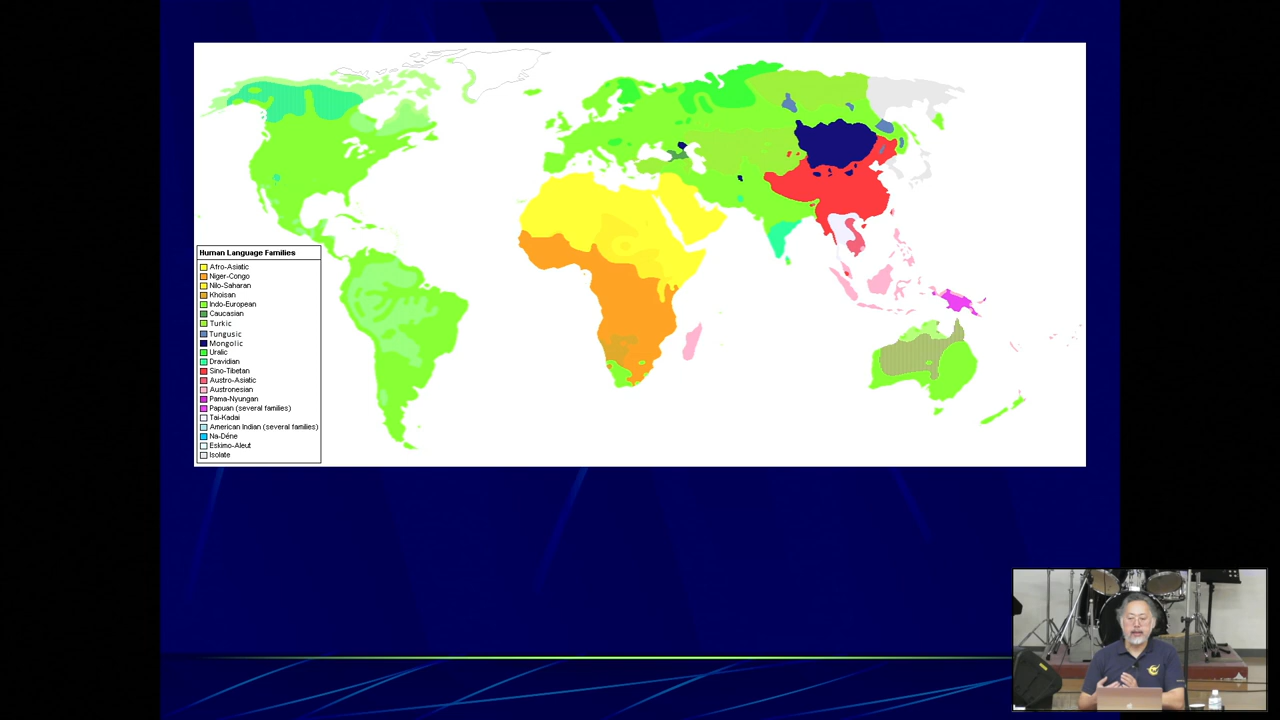 Human Language Families
Afro-Asiatic
Niger-Congo
Nilo-Saharan
Khoisan
Indo-European
Caucasian
Turkic
Tungusic
Mongolic
Uralic
Dravidian
Sino-Tibetan
Austro-Asiatic
Austronesian
Pama-Nyungan
Papuan (several families)
Tai-Kadai
American Indian (several families)
Na-Déne
Eskimo-Aleut
Isolate